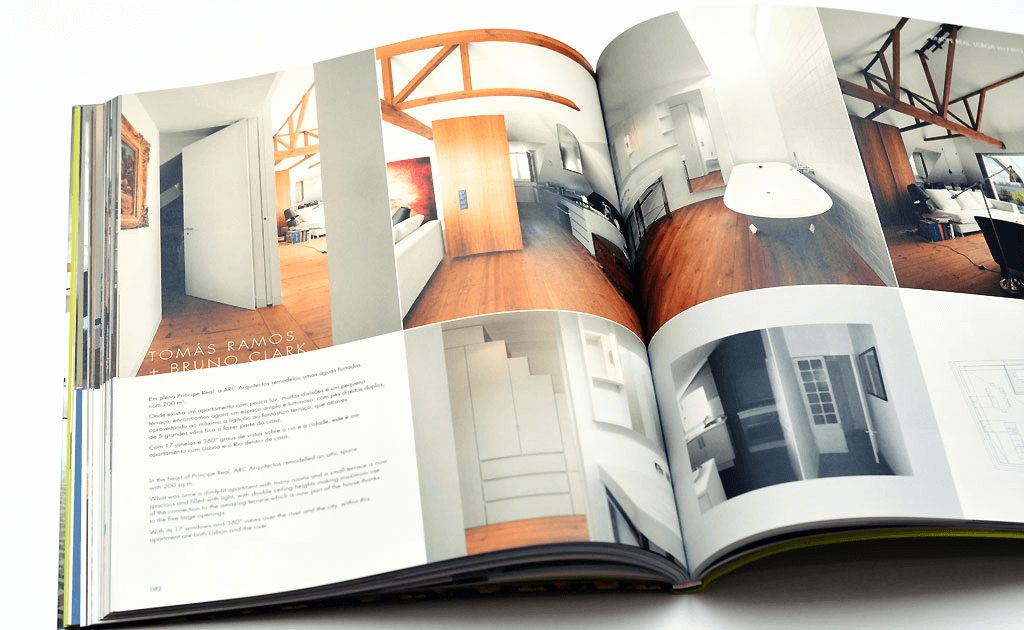 REAL, LISBOA
TOMÁS RAMOS
+ BRUNO CLARK
Em pleno Príncipe Real, a ARC Arquitectos remodelou umas águas furtadas
com 200 m².
Onde existia um apartamento com pouca luz, muitas divisões e um pequeno
terraço, encontramos agora um espaço amplo e luminoso, com pés direitos duplos,
aproveitando ao máximo a ligação ao fantástico terraço, que através
de 5 grandes vãos fica a fazer parte da casa.
Com 17 janelas e 360° graus de vistas sobre o rio e a cidade, este é um
apartamento com Lisboa e o Rio dentro de casa.
In the heart of Príncipe Real, ARC Arquitectos remodelled an attic space
with 200 sq m.
What was once a dimly-lit apartment with many rooms and a small terrace is now
spacious and filled with light, with double ceiling heights making maximum use
of the connection to the amazing terrace which is now part of the house thanks
to the five large openings.
With its 17 windows and 360° views over the river and the city, within this
apartment are both Lisbon and the river.
082